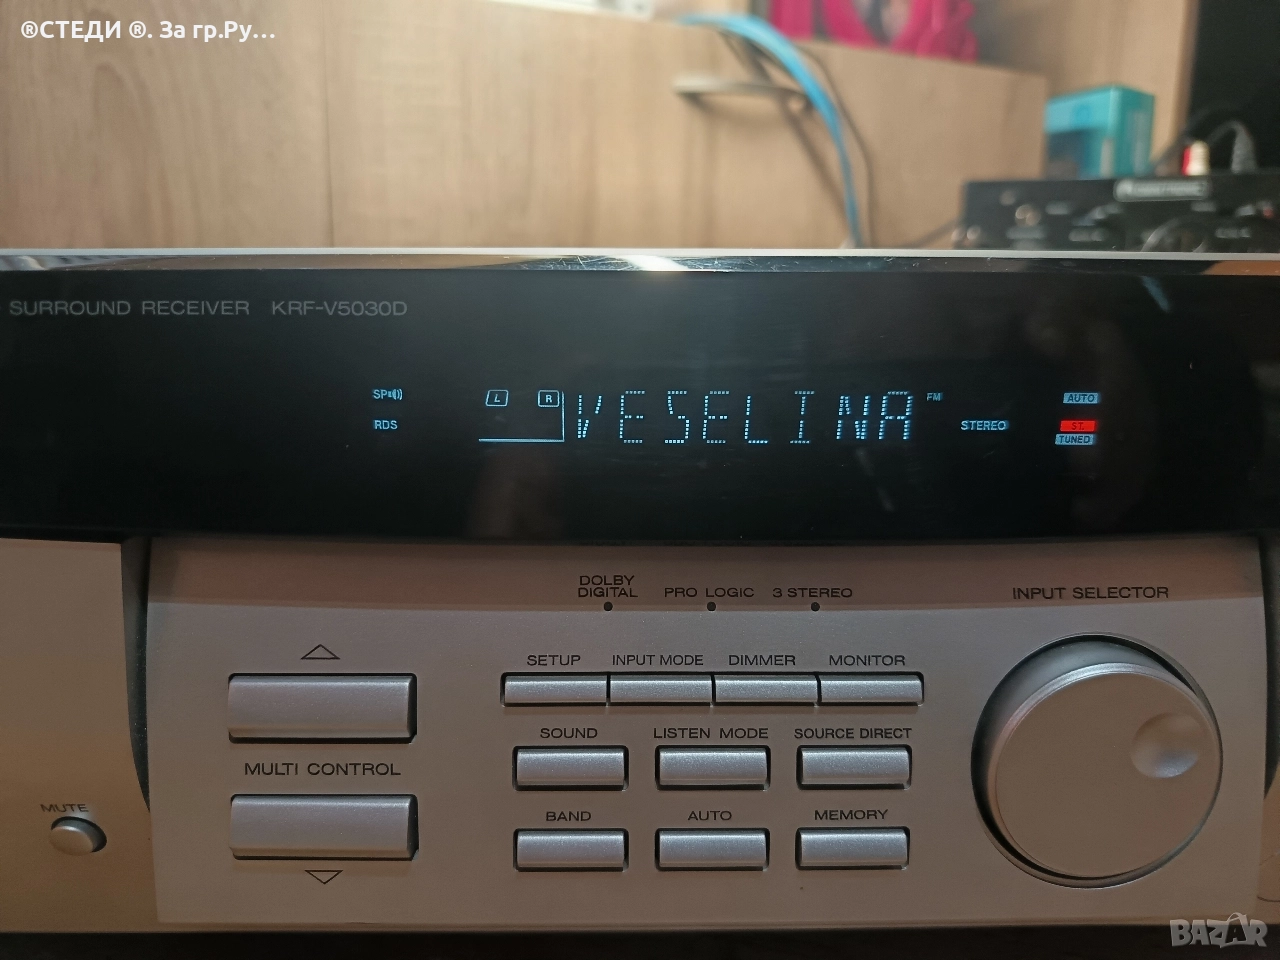 ®СТЕДИ ®. За гр.Ру...
SURROUND RECEIVER KRF-V5030D
SP
L R
VESELINA
FM
AUTO
RDS
STEREO
ST.
TUNED
DOLBY DIGITAL
PRO LOGIC
3 STEREO
INPUT SELECTOR
SETUP
INPUT MODE
DIMMER
MONITOR
SOUND
LISTEN MODE
SOURCE DIRECT
MULTI CONTROL
MUTE
BAND
AUTO
MEMORY
BAZAR